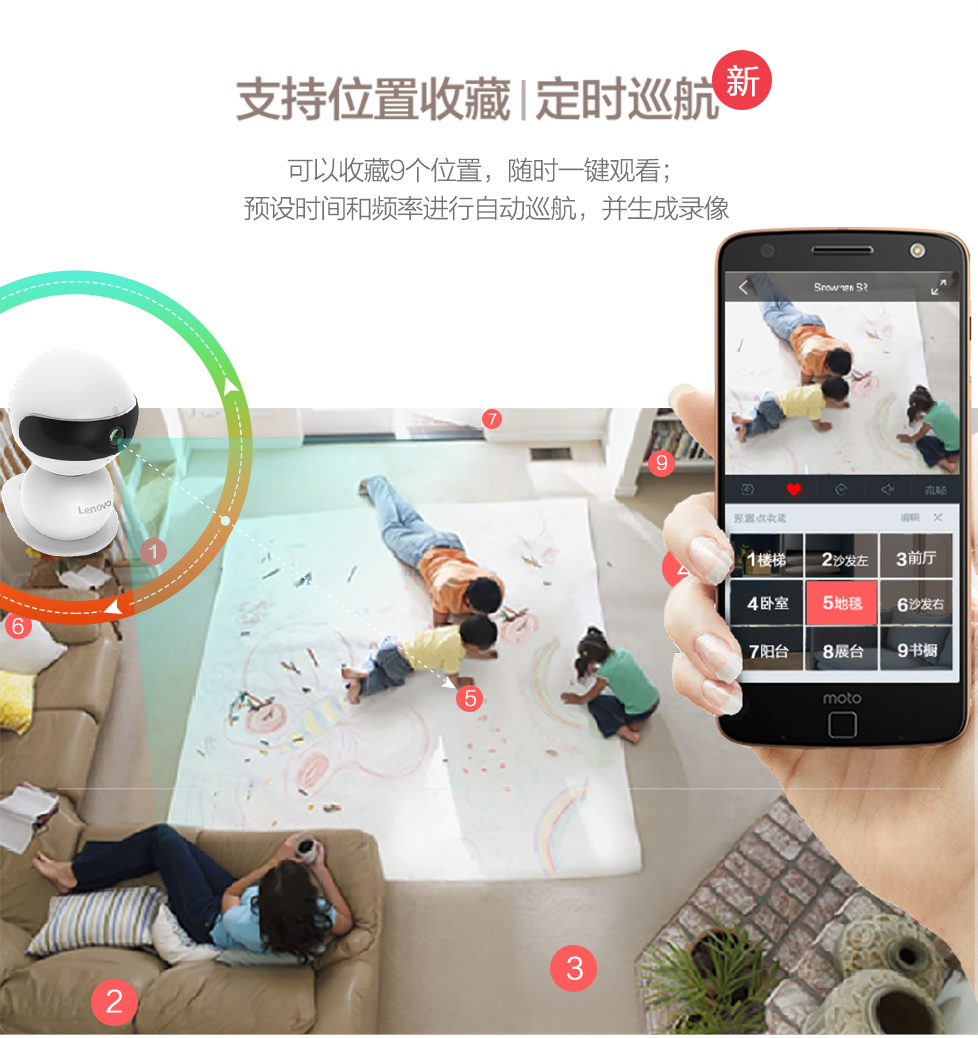 支持位置收藏|定时巡航
新
可以收藏9个位置，随时一键观看；
预设时间和频率进行自动巡航，并生成录像
Snowman SR
7
9
Lenovo
1
流畅
预置点收藏 编辑
4
1楼梯 2沙发左 3前厅
4卧室 5地毯 6沙发右
7阳台 8展台 9书橱
6
5
moto
3
2